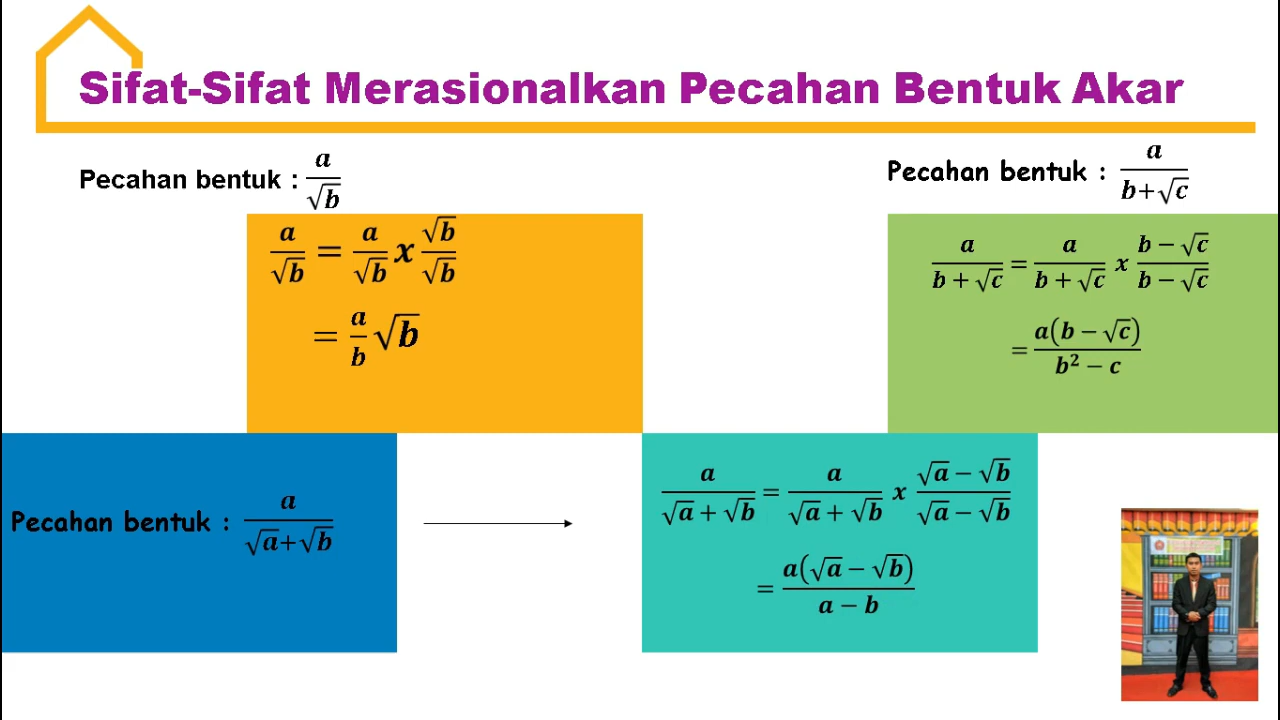 Sifat-Sifat Merasionalkan Pecahan Bentuk Akar
Pecahan bentuk : a/√b
a/√b = a/√b x √b/√b
= a/b √b
Pecahan bentuk : a/(b+√c)
a/(b + √c) = a/(b + √c) x (b − √c)/(b − √c)
= a(b − √c)/(b² − c)
Pecahan bentuk : a/(√a+√b)
a/(√a + √b) = a/(√a + √b) x (√a − √b)/(√a − √b)
= a(√a − √b)/(a − b)